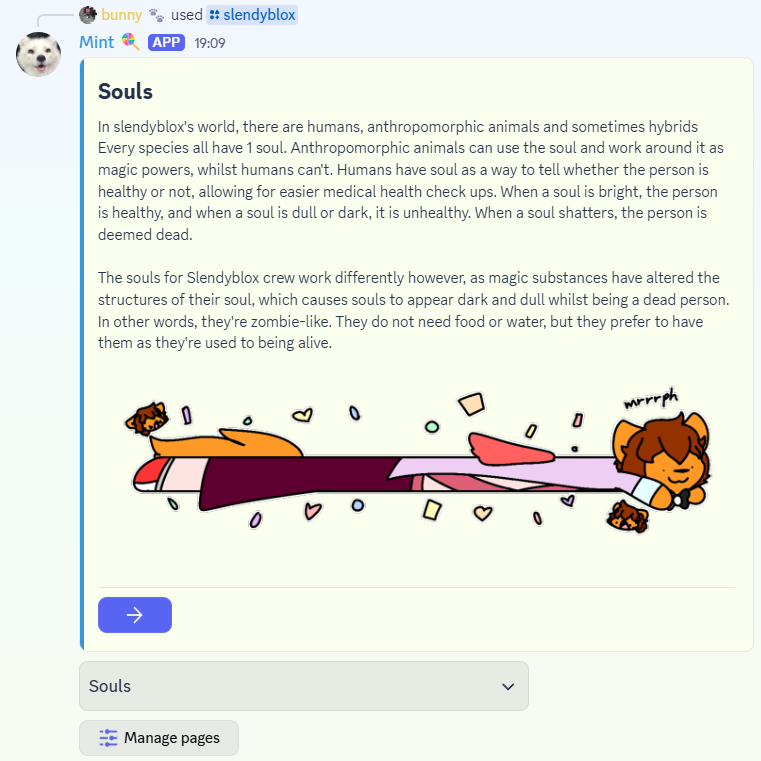 bunny used slendyblox
Mint APP 19:09
Souls
In slendyblox's world, there are humans, anthropomorphic animals and sometimes hybrids
Every species all have 1 soul. Anthropomorphic animals can use the soul and work around it as
magic powers, whilst humans can't. Humans have soul as a way to tell whether the person is
healthy or not, allowing for easier medical health check ups. When a soul is bright, the person
is healthy, and when a soul is dull or dark, it is unhealthy. When a soul shatters, the person is
deemed dead.
The souls for Slendyblox crew work differently however, as magic substances have altered the
structures of their soul, which causes souls to appear dark and dull whilst being a dead person.
In other words, they're zombie-like. They do not need food or water, but they prefer to have
them as they're used to being alive.
mrrrph
Souls
Manage pages